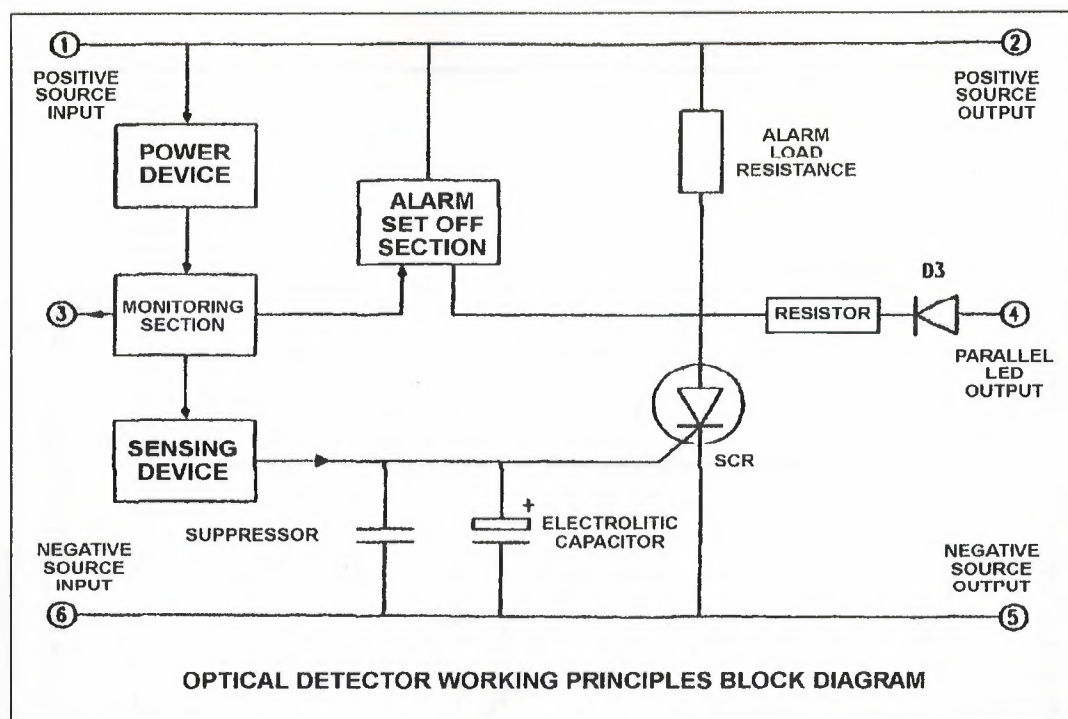 1
2
POSITIVE
SOURCE
INPUT
POSITIVE
SOURCE
OUTPUT
POWER
DEVICE
ALARM
LOAD
RESISTANCE
ALARM
SET OFF
SECTION
D3
3
MONITORING
SECTION
RESISTOR
4
PARALLEL
LED
OUTPUT
SENSING
DEVICE
SCR
SUPPRESSOR
+
ELECTROLITIC
CAPACITOR
NEGATIVE
SOURCE
INPUT
NEGATIVE
SOURCE
OUTPUT
6
5
OPTICAL DETECTOR WORKING PRINCIPLES BLOCK DIAGRAM